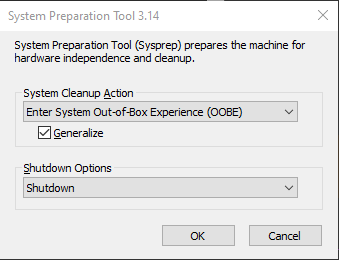 System Preparation Tool 3.14
System Preparation Tool (Sysprep) prepares the machine for
hardware independence and cleanup.
System Cleanup Action
Enter System Out-of-Box Experience (OOBE)
Generalize
Shutdown Options
Shutdown
OK
Cancel